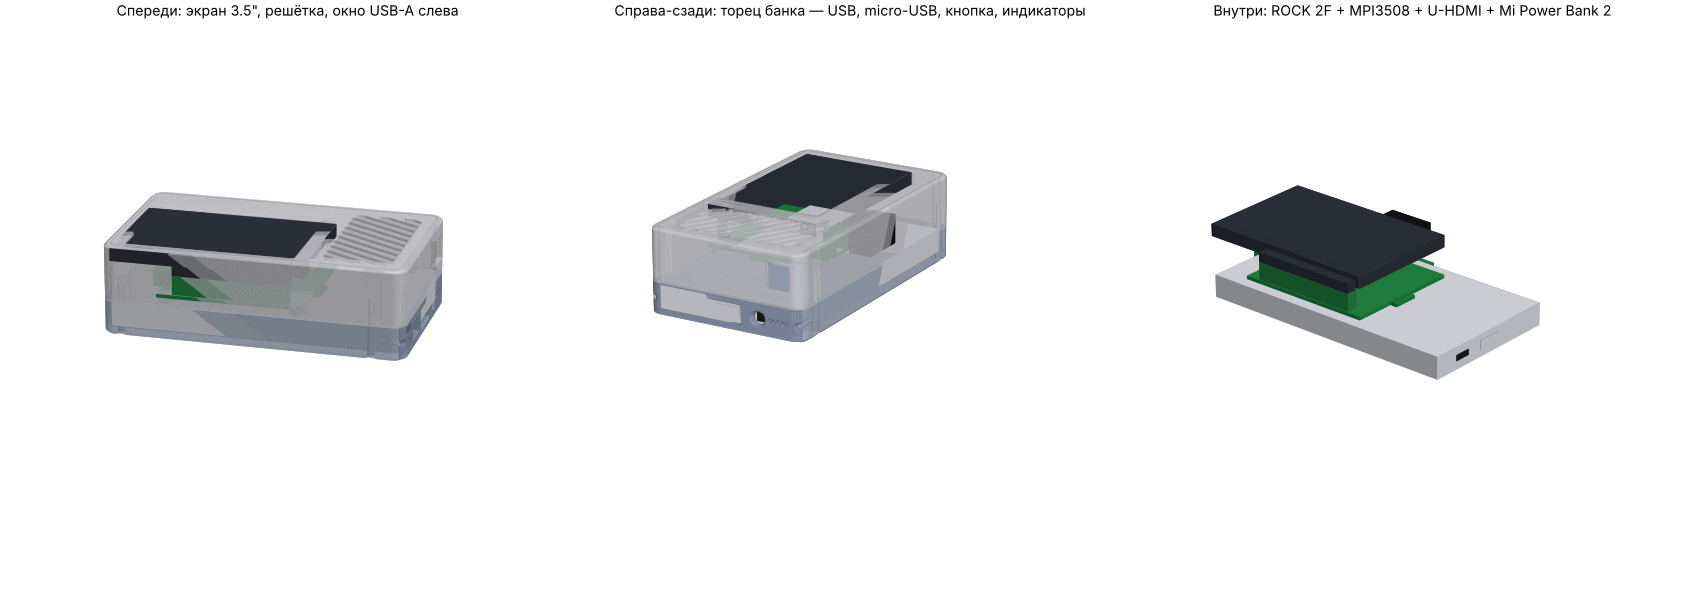 Спереди: экран 3.5", решётка, окно USB-A слева
Справа-сзади: торец банка — USB, micro-USB, кнопка, индикаторы
Внутри: ROCK 2F + MPI3508 + U-HDMI + Mi Power Bank 2